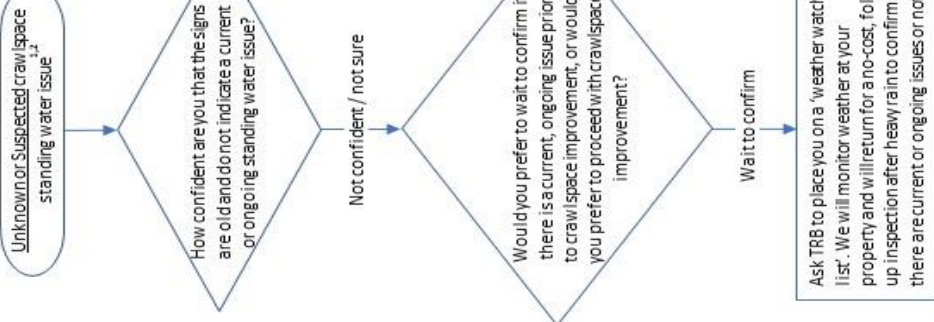 Unknown or Suspected crawlspace
standing water issue 1,2
How confident are you that the signs
are old and do not indicate a current
or ongoing standing water issue?
Not confident / not sure
Would you prefer to wait to confirm
there is a current, ongoing issue prior
to crawlspace improvement, or would
you prefer to proceed with crawlspace
improvement?
Wait to confirm
Ask TRB to place you on a 'weather watch
list'. We will monitor weather at your
property and will return for a no-cost,
up inspection after heavy rain to confirm
there are current or ongoing issues or